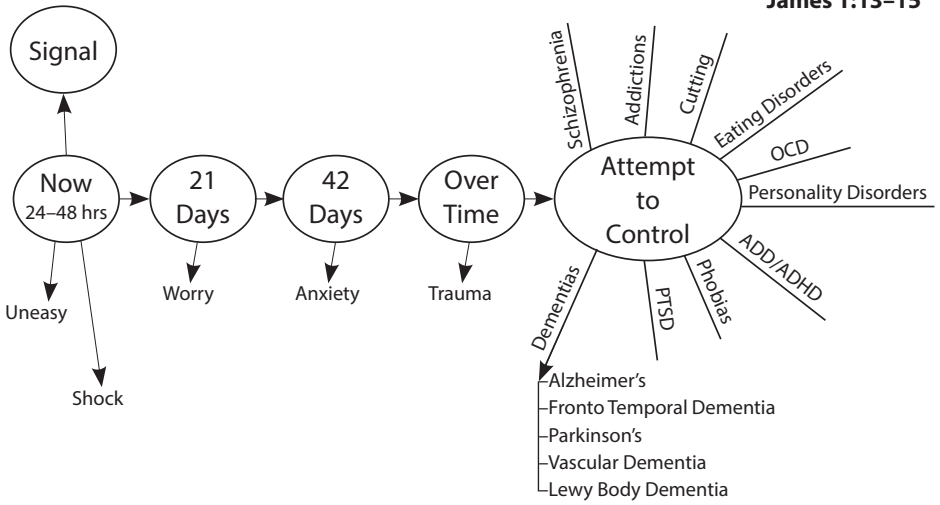 James 1:13–15
Signal
Now
24–48 hrs
21
Days
42
Days
Over
Time
Attempt
to
Control
Uneasy
Shock
Worry
Anxiety
Trauma
Schizophrenia
Addictions
Cutting
Eating Disorders
OCD
Personality Disorders
ADD/ADHD
Phobias
PTSD
Dementias
Alzheimer’s
Fronto Temporal Dementia
Parkinson’s
Vascular Dementia
Lewy Body Dementia